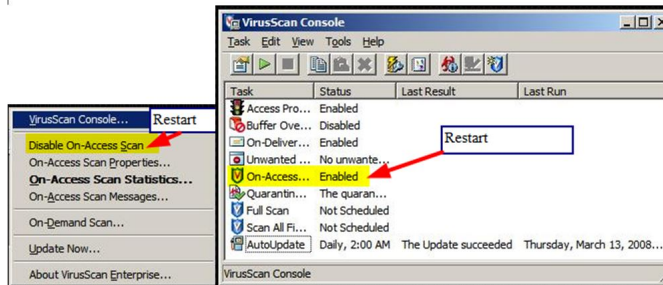 VirusScan Console...
Restart
Disable On-Access Scan
On-Access Scan Properties...
On-Access Scan Statistics...
On-Access Scan Messages...
On-Demand Scan...
Update Now...
About VirusScan Enterprise...
VirusScan Console
Task Edit View Tools Help
Task Status Last Result Last Run
Access Pro... Enabled
Buffer Ove... Disabled
On-Deliver... Enabled
Restart
Unwanted ... No unwante...
On-Access... Enabled
Quarantin... The quaran...
Full Scan Not Scheduled
Scan All Fi... Not Scheduled
AutoUpdate Daily, 2:00 AM The Update succeeded Thursday, March 13, 2008...
VirusScan Console